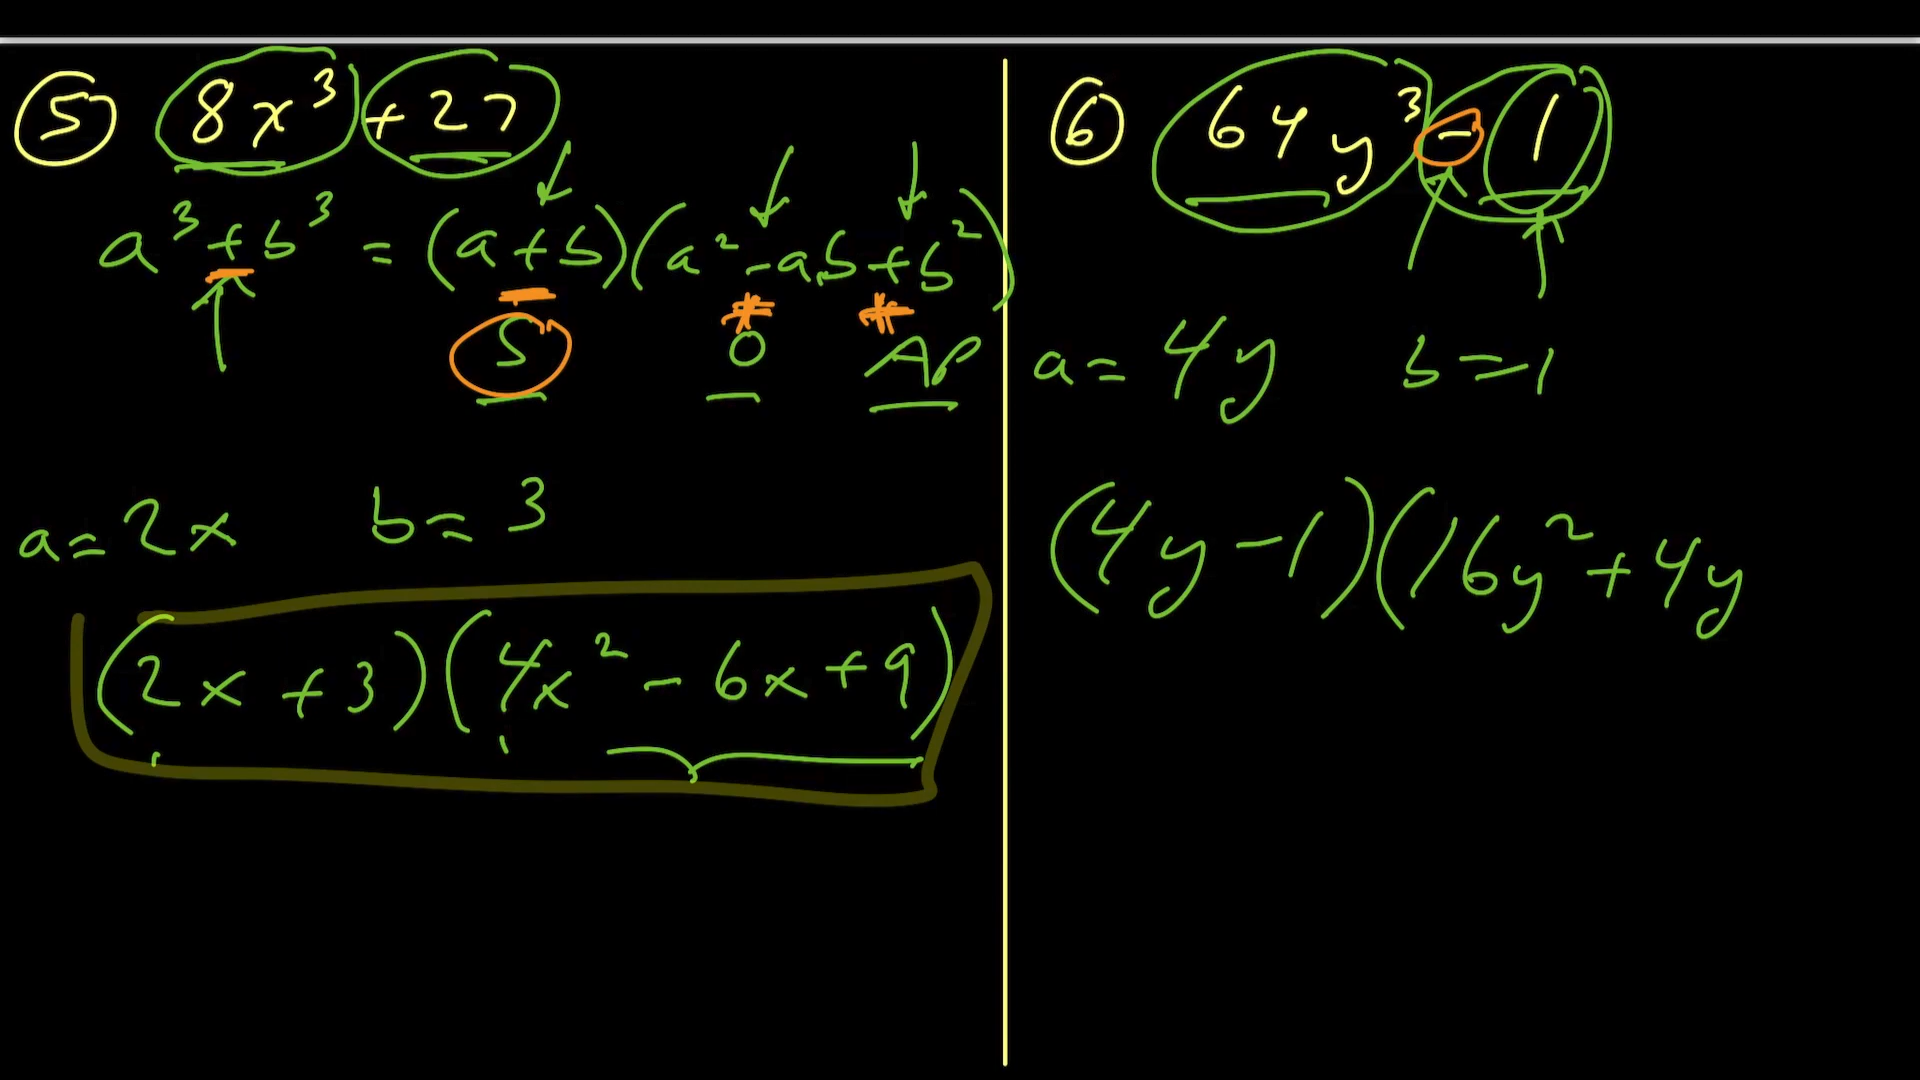 ⑤ 8x³ + 27
a³ + b³ = (a + b)(a² - ab + b²)
S O AP
a = 2x b = 3
(2x + 3)(4x² - 6x + 9)
⑥ 64y³ - 1
a = 4y b = 1
(4y - 1)(16y² + 4y